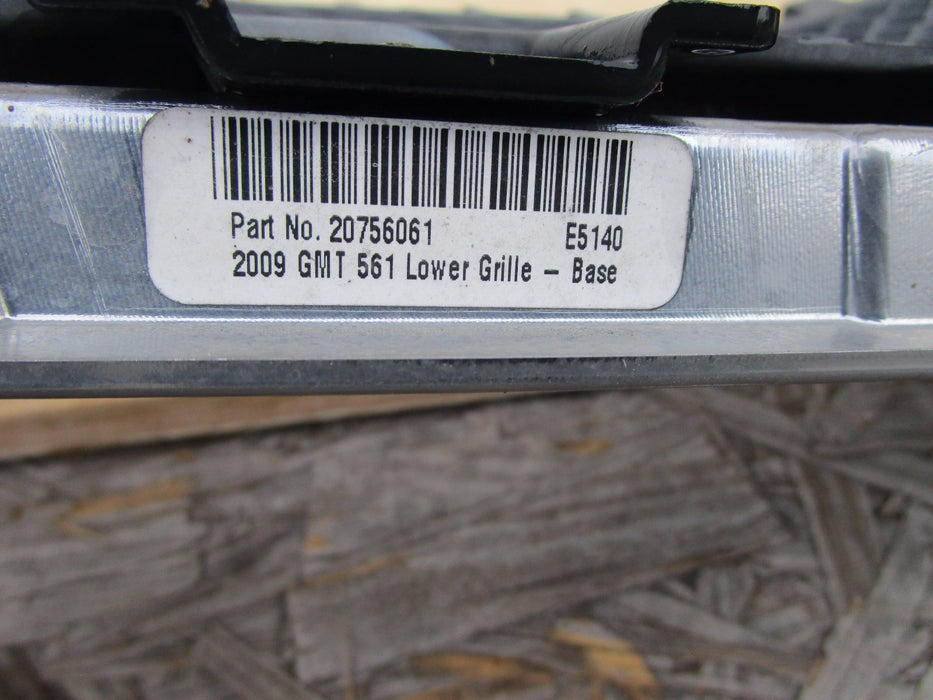 Part No. 20756061 E5140
2009 GMT 561 Lower Grille – Base